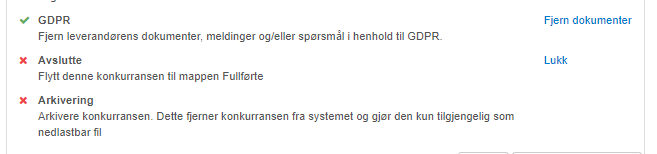 GDPR
Fjern dokumenter
Fjern leverandørens dokumenter, meldinger og/eller spørsmål i henhold til GDPR.
Avslutte
Lukk
Flytt denne konkurransen til mappen Fullførte
Arkivering
Arkivere konkurransen. Dette fjerner konkurransen fra systemet og gjør den kun tilgjengelig som
nedlastbar fil